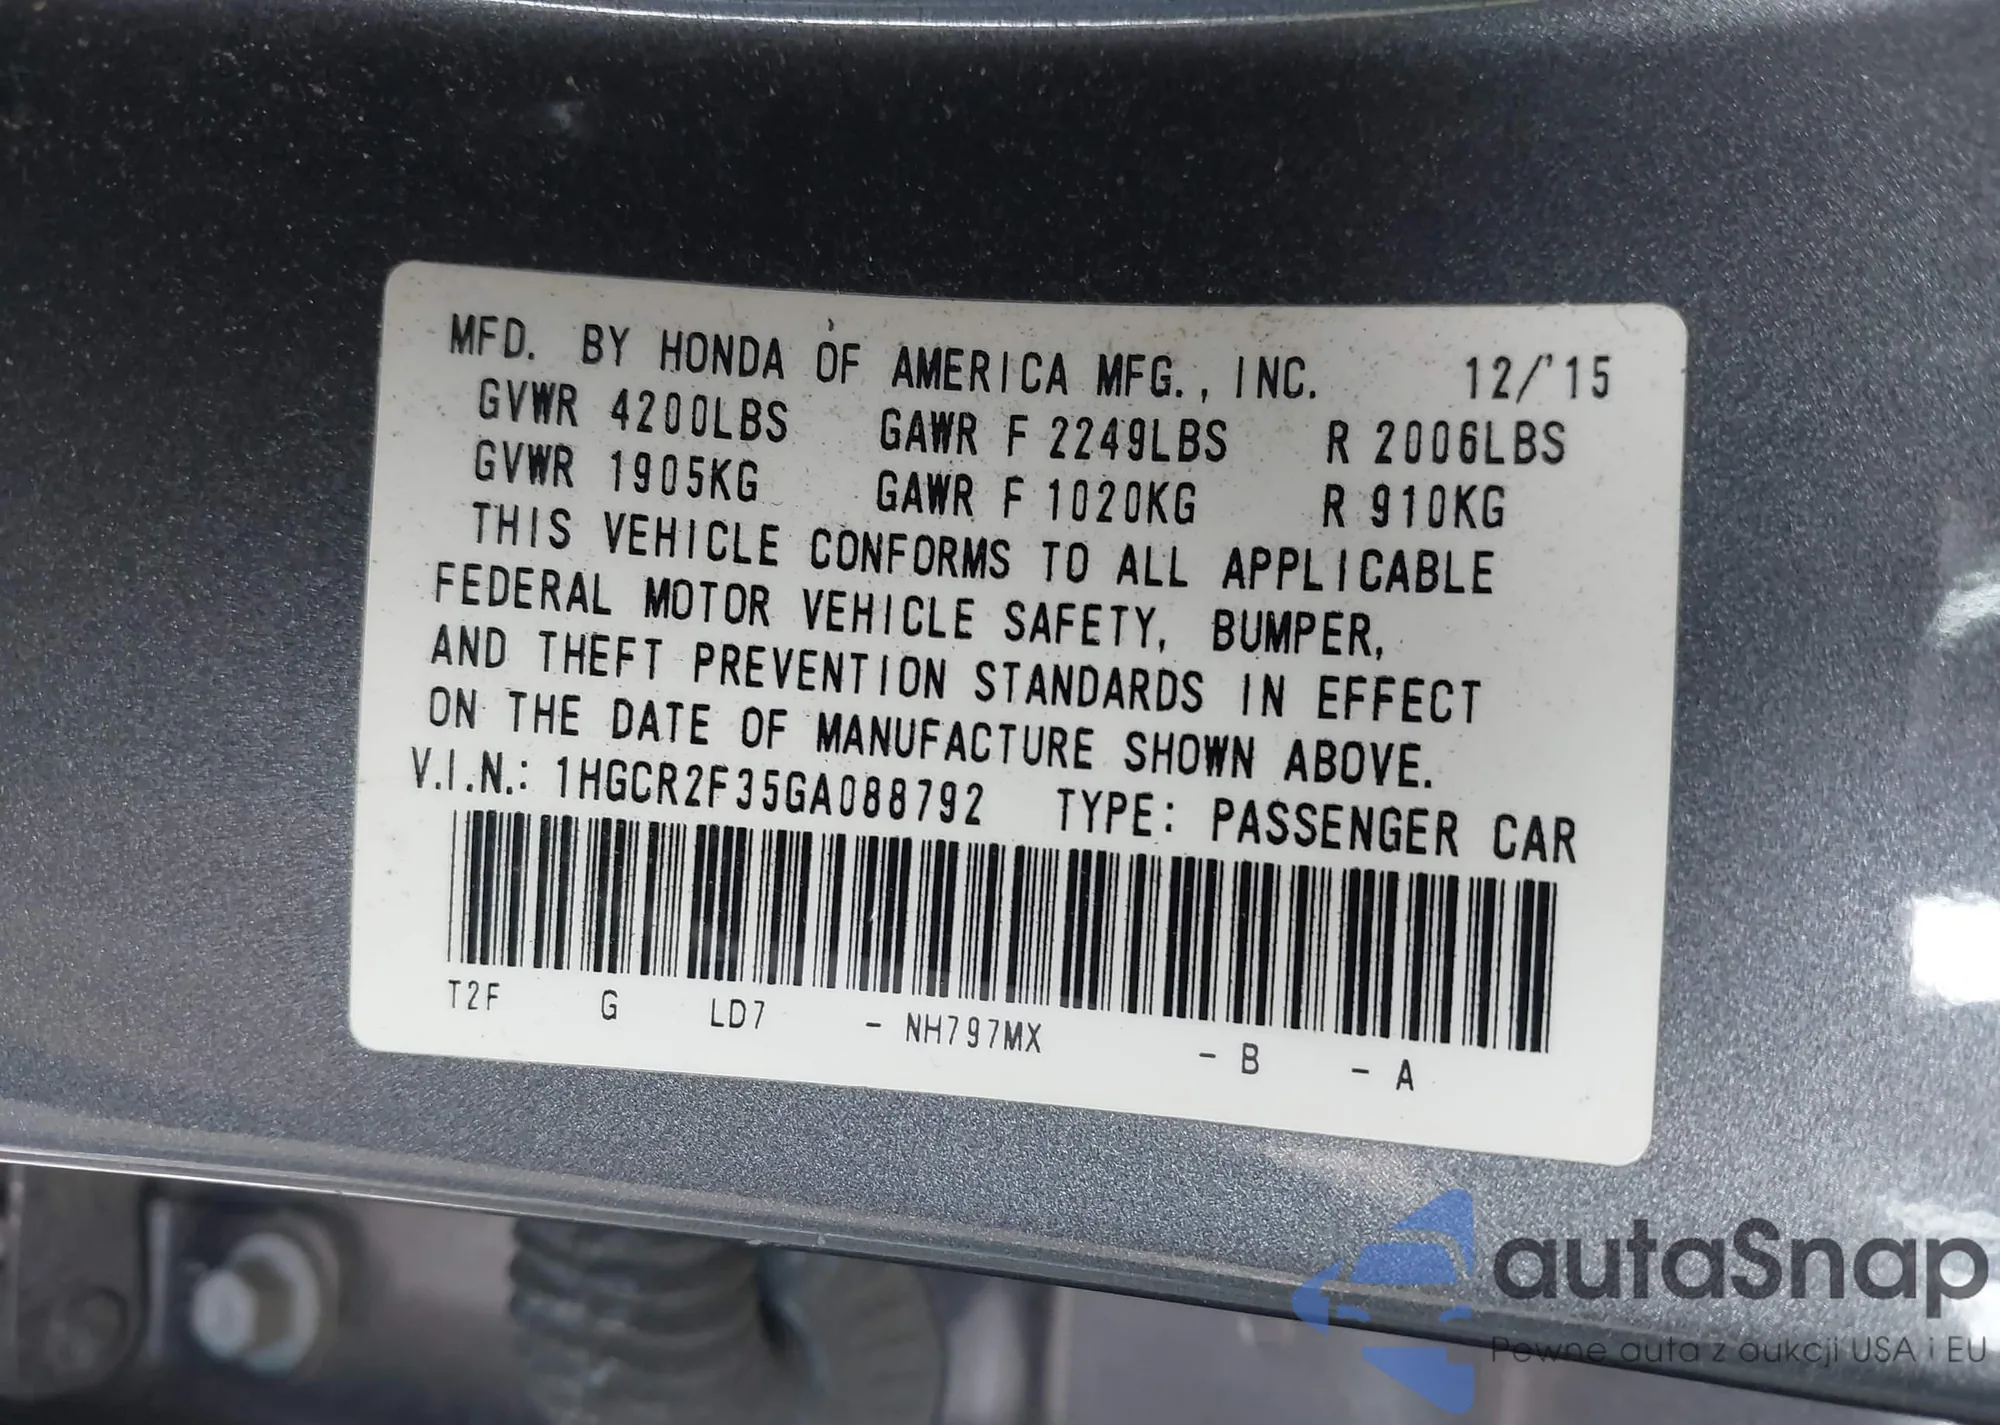 MFD. BY HONDA OF AMERICA MFG., INC. 12/'15
GVWR 4200LBS GAWR F 2249LBS R 2006LBS
GVWR 1905KG GAWR F 1020KG R 910KG
THIS VEHICLE CONFORMS TO ALL APPLICABLE
FEDERAL MOTOR VEHICLE SAFETY, BUMPER,
AND THEFT PREVENTION STANDARDS IN EFFECT
ON THE DATE OF MANUFACTURE SHOWN ABOVE.
V.I.N.: 1HGCR2F35GA088792 TYPE: PASSENGER CAR
T2F G LD7 - NH797MX - B - A
autaSnap
Pewne auta z aukcji USA i EU